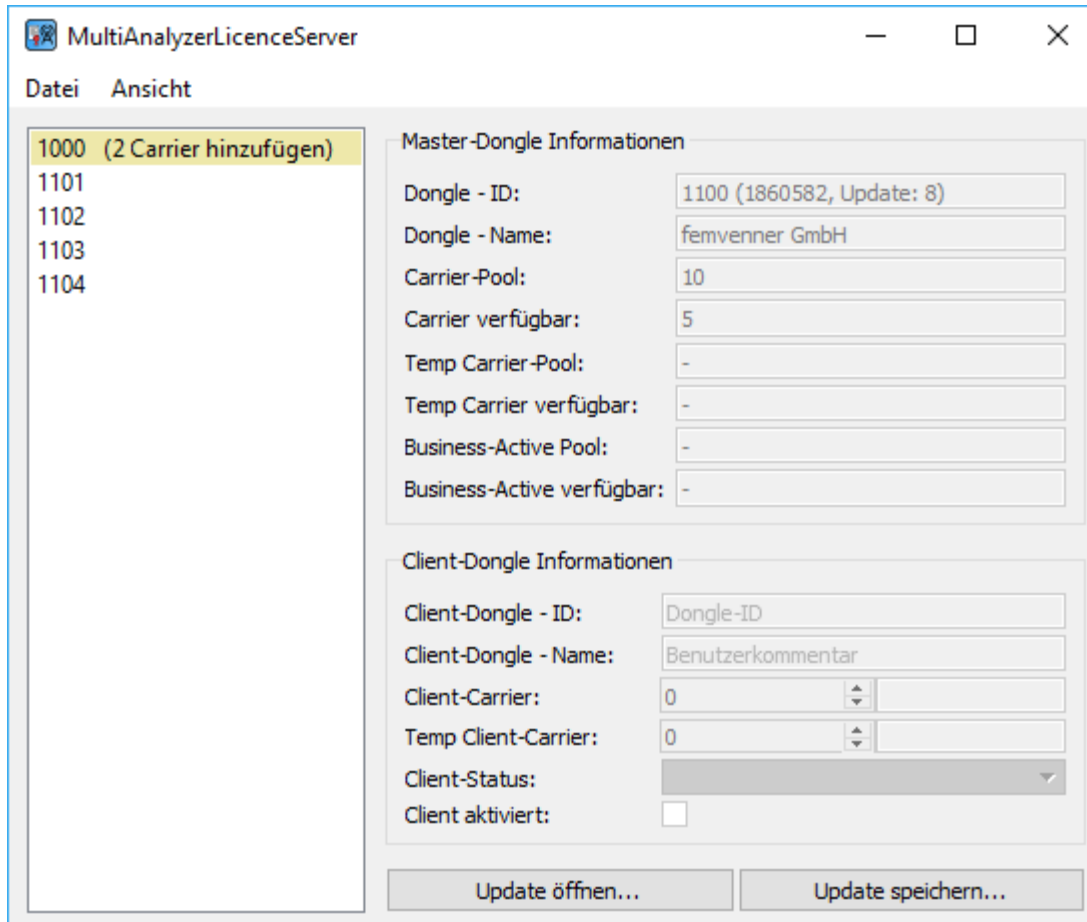 MultiAnalyzerLicenceServer
Datei Ansicht
1000 (2 Carrier hinzufügen)
1101
1102
1103
1104
Master-Dongle Informationen
Dongle - ID: 1100 (1860582, Update: 8)
Dongle - Name: femvenner GmbH
Carrier-Pool: 10
Carrier verfügbar: 5
Temp Carrier-Pool: -
Temp Carrier verfügbar: -
Business-Active Pool: -
Business-Active verfügbar: -
Client-Dongle Informationen
Client-Dongle - ID: Dongle-ID
Client-Dongle - Name: Benutzerkommentar
Client-Carrier: 0
Temp Client-Carrier: 0
Client-Status:
Client aktiviert:
Update öffnen... Update speichern...